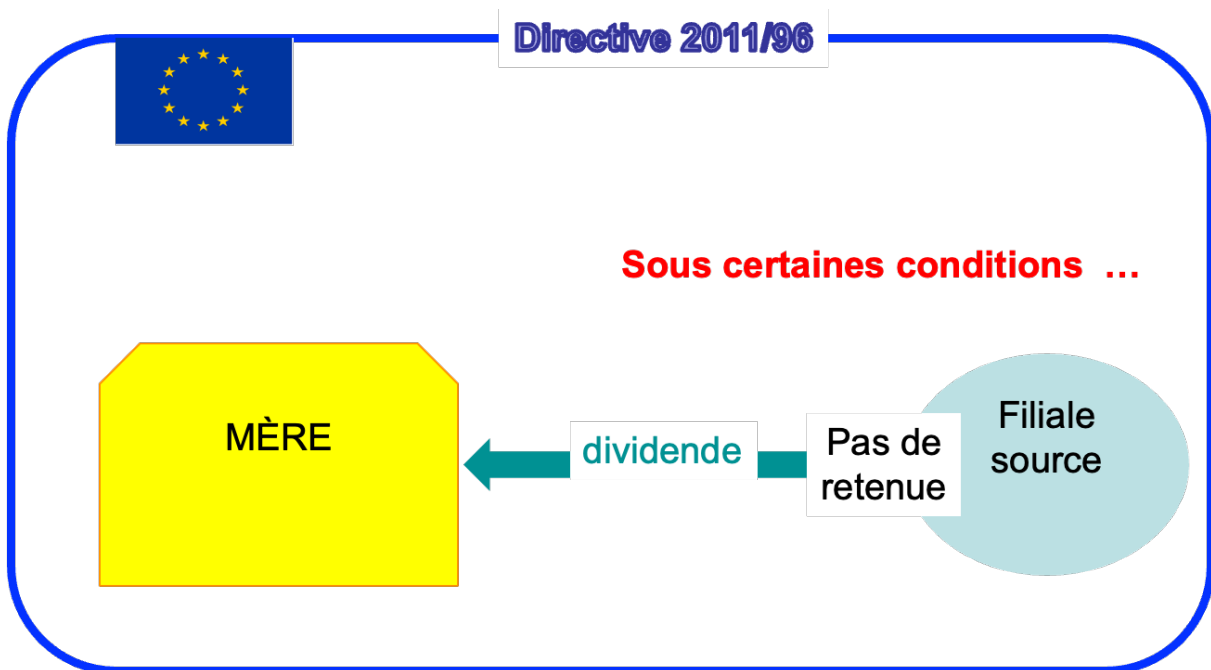 Directive 2011/96
Sous certaines conditions …
MÈRE
dividende
Pas de
retenue
Filiale
source